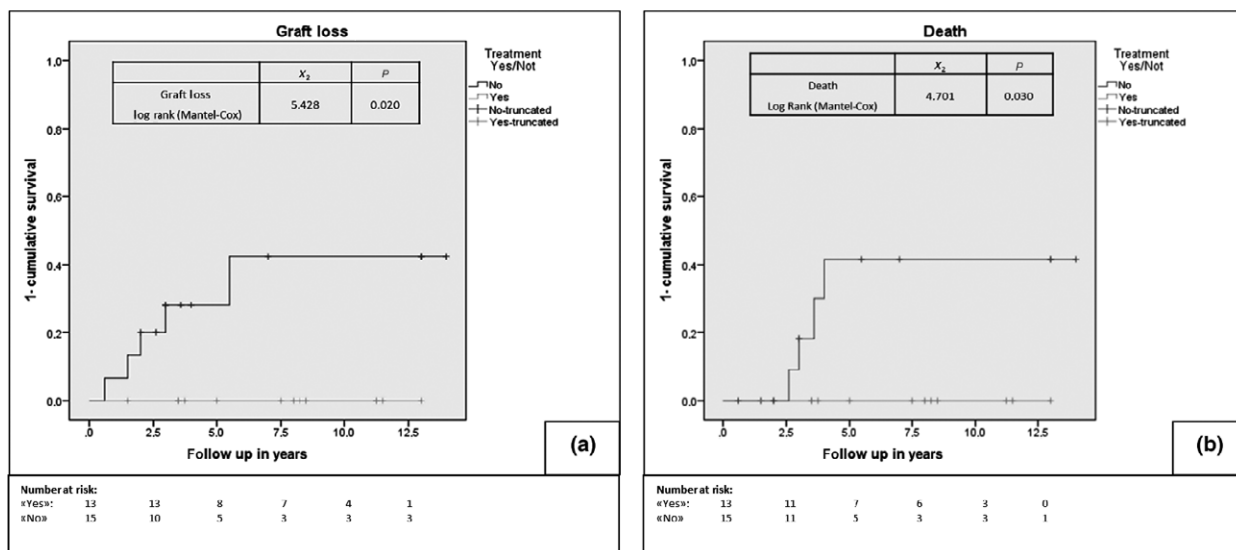 Graft loss
Treatment
Yes/Not
No
Yes
No-truncated
Yes-truncated
X2 P
Graft loss
log rank (Mantel-Cox) 5.428 0.020
1- cumulative survival
1.0
0.8
0.6
0.4
0.2
0.0
.0 2.5 5.0 7.5 10.0 12.5
Follow up in years
(a)
Number at risk:
«Yes»: 13 13 8 7 4 1
«No» 15 10 5 3 3 3
Death
Treatment
Yes/Not
No
Yes
No-truncated
Yes-truncated
X2 P
Death
Log Rank (Mantel-Cox) 4.701 0.030
1- cumulative survival
1.0
0.8
0.6
0.4
0.2
0.0
.0 2.5 5.0 7.5 10.0 12.5
Follow up in years
(b)
Number at risk:
«Yes»: 13 11 7 6 3 0
«No» 15 11 5 3 3 1